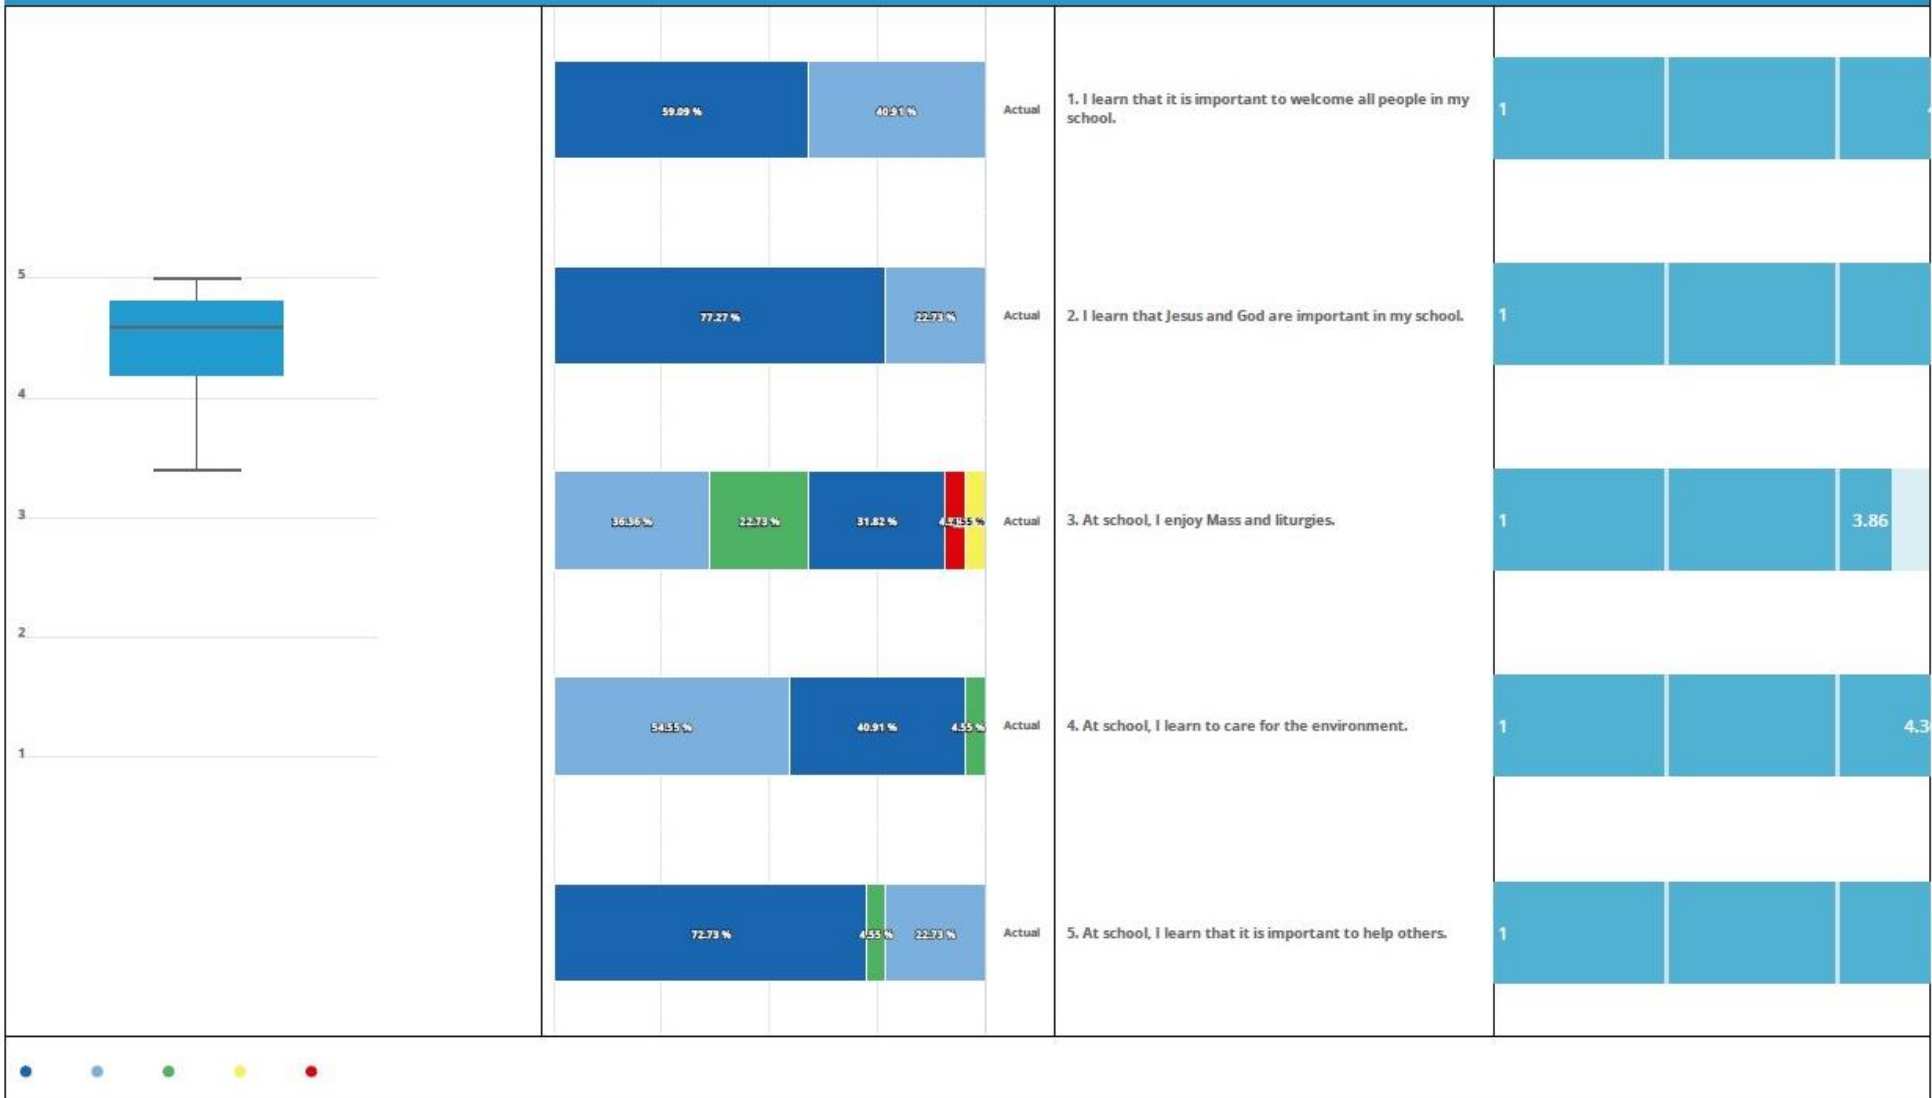 5
4
3
2
1
59.09 %
40.91 %
Actual
1. I learn that it is important to welcome all people in my
school.
1
77.27 %
22.73 %
Actual
2. I learn that Jesus and God are important in my school.
1
36.36 %
22.73 %
31.82 %
Actual
3. At school, I enjoy Mass and liturgies.
1
3.86
54.55 %
40.91 %
4.55 %
Actual
4. At school, I learn to care for the environment.
1
4.3
72.73 %
4.55 %
22.73 %
Actual
5. At school, I learn that it is important to help others.
1